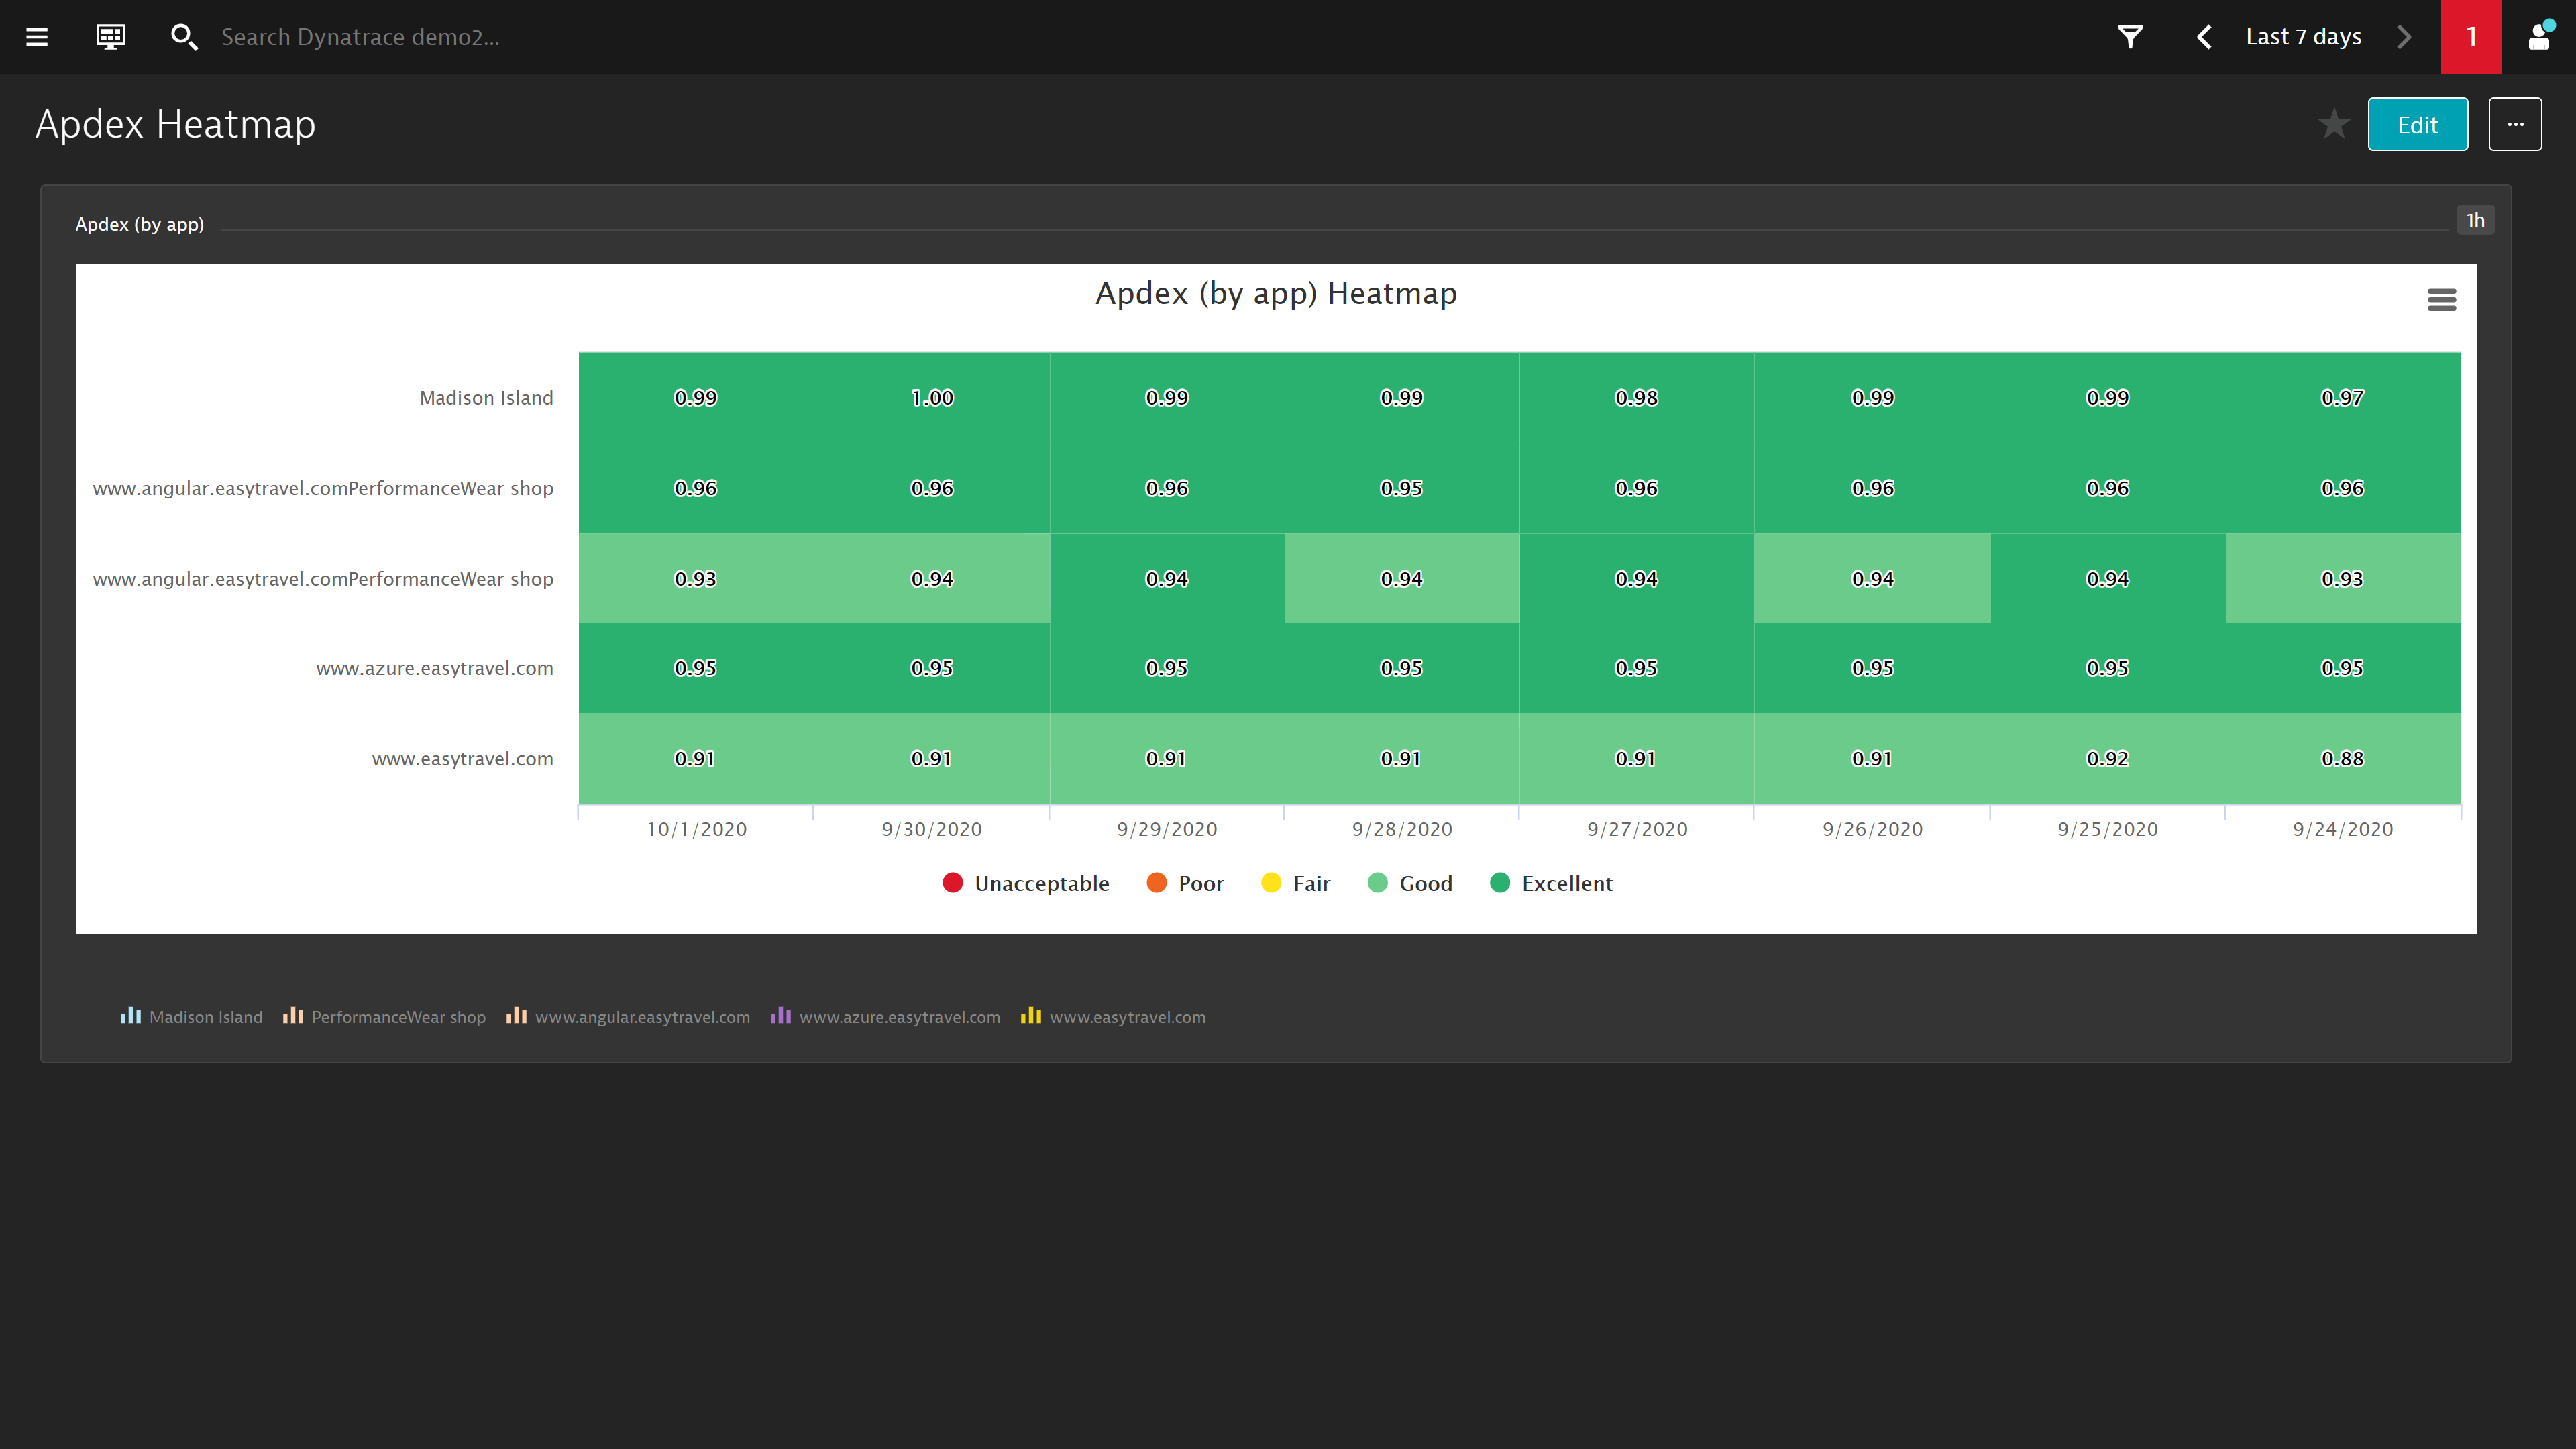 Search Dynatrace demo2...
Last 7 days
1
Apdex Heatmap
Edit
...
Apdex (by app)
1h
Apdex (by app) Heatmap
Madison Island 0.99 1.00 0.99 0.99 0.98 0.99 0.99 0.97
www.angular.easytravel.comPerformanceWear shop 0.96 0.96 0.96 0.95 0.96 0.96 0.96 0.96
www.angular.easytravel.comPerformanceWear shop 0.93 0.94 0.94 0.94 0.94 0.94 0.94 0.93
www.azure.easytravel.com 0.95 0.95 0.95 0.95 0.95 0.95 0.95 0.95
www.easytravel.com 0.91 0.91 0.91 0.91 0.91 0.91 0.92 0.88
10/1/2020 9/30/2020 9/29/2020 9/28/2020 9/27/2020 9/26/2020 9/25/2020 9/24/2020
Unacceptable Poor Fair Good Excellent
Madison Island PerformanceWear shop www.angular.easytravel.com www.azure.easytravel.com www.easytravel.com